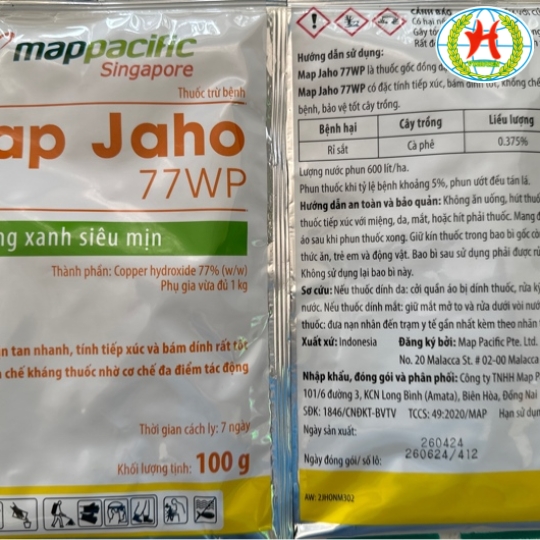 mappacific
Singapore
Thuốc trừ bệnh
Map Jaho
77WP
xanh siêu mịn
Thành phần: Copper hydroxide 77% (w/w)
Phụ gia vừa đủ 1 kg
tan nhanh, tính tiếp xúc và bám dính rất tốt
chế kháng thuốc nhờ cơ chế đa điểm tác động
Thời gian cách ly: 7 ngày
Khối lượng tịnh: 100 g
CẢNH BÁO
Có hại
Gây
Rất
Hướng dẫn sử dụng:
Map Jaho 77WP là thuốc gốc đồng
Map Jaho 77WP có đặc tính tiếp xúc, bám dính tốt, khống chế
bệnh, bảo vệ tốt cây trồng.
Bệnh hại Cây trồng Liều lượng
Rỉ sắt Cà phê 0.375%
Lượng nước phun 600 lít/ha.
Phun thuốc khi tỷ lệ bệnh khoảng 5%, phun ướt đều tán lá.
Hướng dẫn an toàn và bảo quản: Không ăn uống, hút thuốc
thuốc tiếp xúc với miệng, da, mắt, hoặc hít phải thuốc. Mang
áo sau khi phun thuốc xong. Giữ kín thuốc trong bao bì gốc
thức ăn, trẻ em và động vật. Bao bì sau sử dụng phải được
Không sử dụng lại bao bì này.
Sơ cứu: Nếu thuốc dính da: cởi quần áo bị dính thuốc, rửa
nước. Nếu thuốc dính mắt: giữ mắt mở to và rửa dưới vòi
thuốc: đưa nạn nhân đến trạm y tế gần nhất kèm theo nhãn
Xuất xứ: Indonesia Đăng ký bởi: Map Pacific Pte. Ltd.
No. 20 Malacca St. # 02-00 Malacca
Nhập khẩu, đóng gói và phân phối: Công ty TNHH Map
101/6 đường 3, KCN Long Bình (Amata), Biên Hòa, Đồng Nai
SĐK: 1846/CNĐKT-BVTV TCCS: 49:2020/MAP Hạn sử dụng
Ngày sản xuất: 260424
Ngày đóng gói/ số lô: 260624/412
AW: 2JHONM302